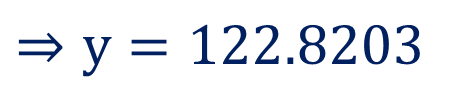 ⇒ y = 122.8203